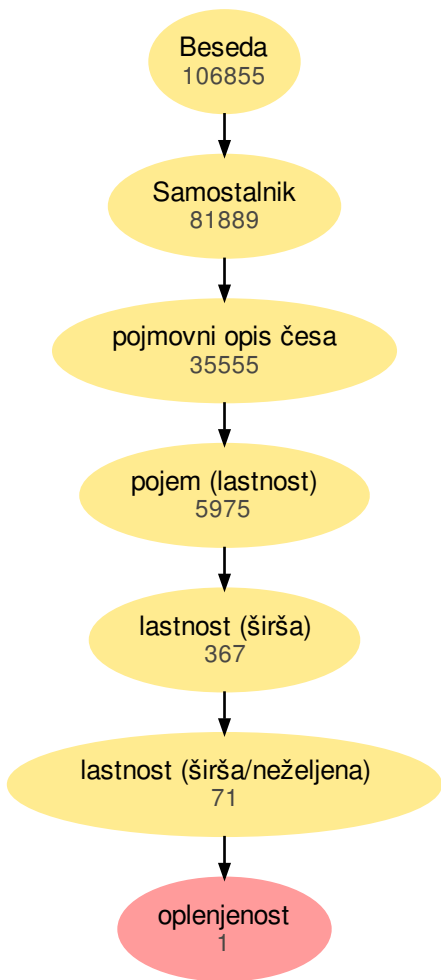 Beseda
106855
Samostalnik
81889
pojmovni opis česa
35555
pojem (lastnost)
5975
lastnost (širša)
367
lastnost (širša/neželjena)
71
oplenjenost
1